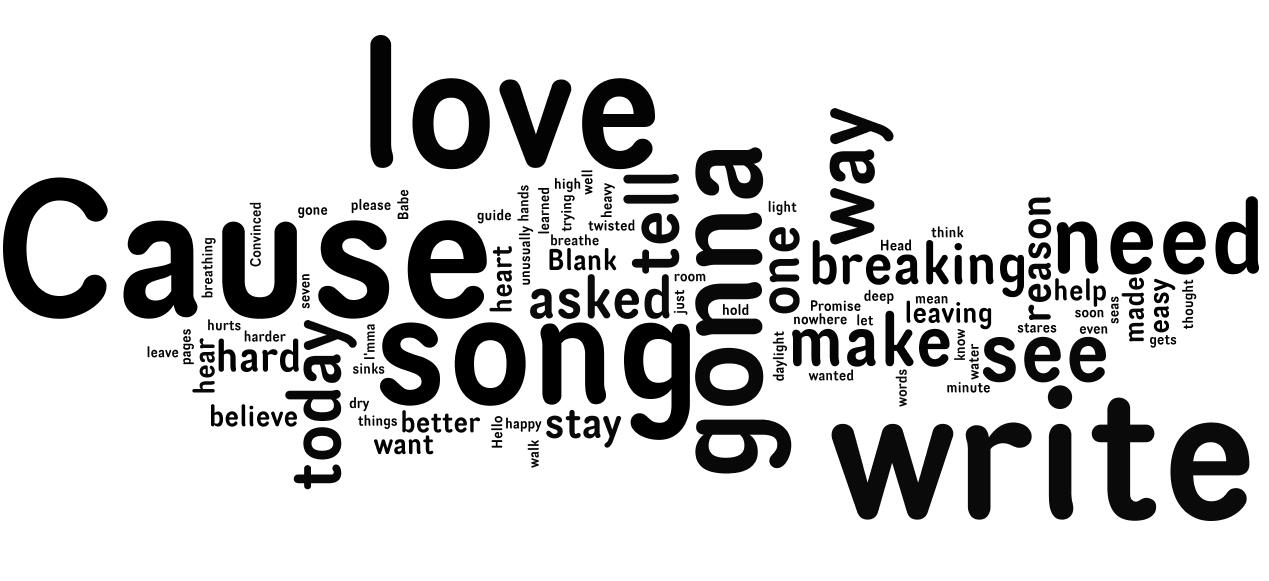 love
Cause
song
gonna
write
way
need
tell
one
breaking
reason
help
made
easy
thought
think
Head
light
room
just
hold
asked
Blank
breathe
twisted
heavy
well
high
trying
learned
hands
unusually
heart
guide
Babe
please
gone
Convinced
breathing
seven
hurts
harder
pages
leave
hear
hard
today
I'mma
sinks
believe
dry
things
better
want
Hello
happy
walk
stay
make
Promise
deep
nowhere
let
mean
leaving
know
water
see
stares
even
soon
seas
gets
daylight
wanted
words
minute